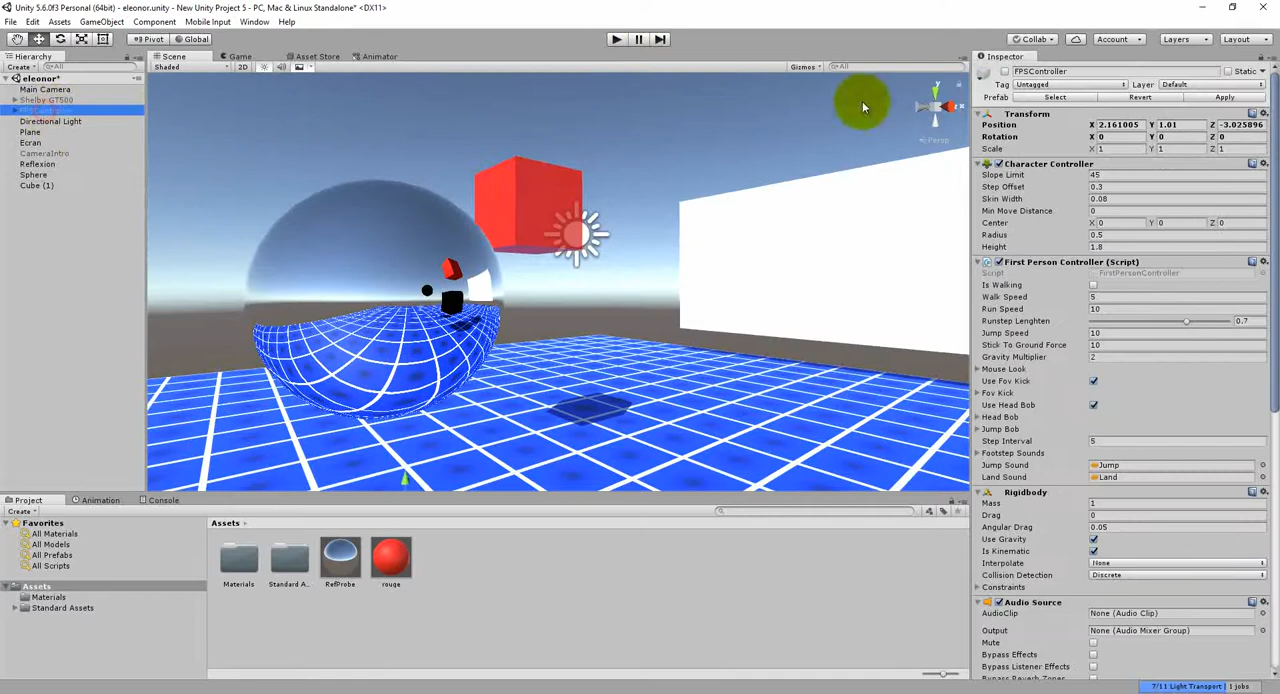 Unity 5.6.0f3 Personal (64bit) - eleonor.unity - New Unity Project 5 - PC, Mac & Linux Standalone* <DX11>
File Edit Assets GameObject Component Mobile Input Window Help
Pivot Global Collab Account Layers Layout
Hierarchy Scene Game Asset Store Animator Inspector
Create All Shaded 2D Gizmos All
eleonor*
Main Camera
Shelby GT500
Directional Light
Plane
Ecran
CameraIntro
Reflexion
Sphere
Cube (1)
y
x
Persp
FPSController Static
Tag Untagged Layer Default
Prefab Select Revert Apply
Transform
Position X 2.161005 Y 1.01 Z -3.025896
Rotation X 0 Y 0 Z 0
Scale X 1 Y 1 Z 1
Character Controller
Slope Limit 45
Step Offset 0.3
Skin Width 0.08
Min Move Distance 0
Center X 0 Y 0 Z 0
Radius 0.5
Height 1.8
First Person Controller (Script)
Script FirstPersonController
Is Walking
Walk Speed 5
Run Speed 10
Runstep Lenghten 0.7
Jump Speed 10
Stick To Ground Force 10
Gravity Multiplier 2
Mouse Look
Use Fov Kick
Fov Kick
Use Head Bob
Head Bob
Jump Bob
Step Interval 5
Footstep Sounds
Jump Sound Jump
Land Sound Land
Rigidbody
Mass 1
Drag 0
Angular Drag 0.05
Use Gravity
Is Kinematic
Interpolate None
Collision Detection Discrete
Constraints
Audio Source
AudioClip None (Audio Clip)
Output None (Audio Mixer Group)
Mute
Bypass Effects
Bypass Listener Effects
Bypass Reverb Zones
Project Animation Console
Create
Favorites
All Materials
All Models
All Prefabs
All Scripts
Assets
Materials
Standard Assets
Assets
Materials Standard A... RefProbe rouge
7/11 Light Transport | 1 jobs